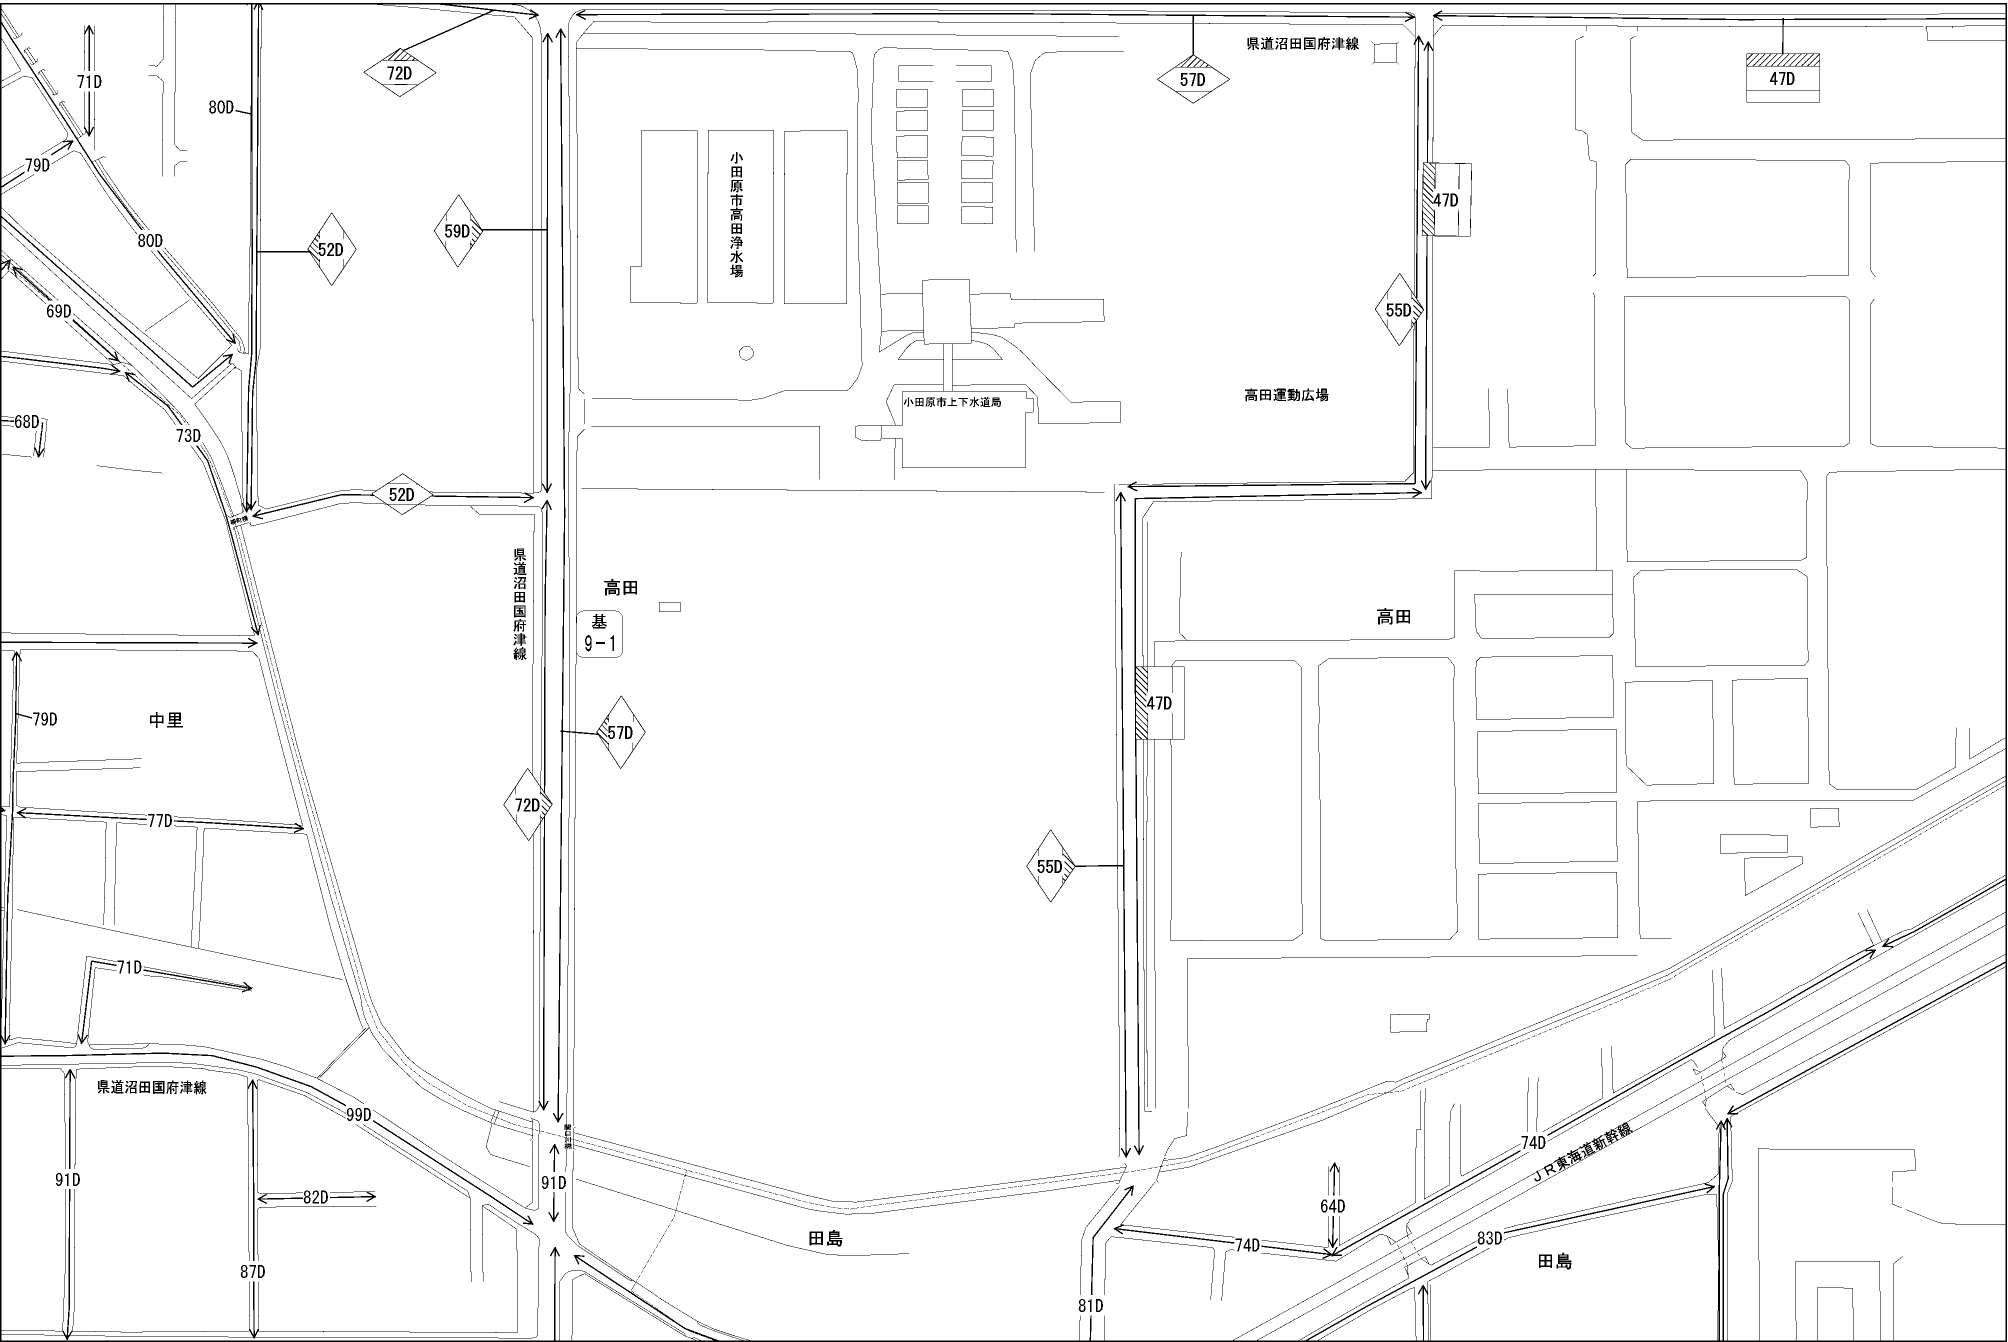 県道沼田国府津線
72D
71D
57D
47D
80D
79D
小田原市高田浄水場
47D
59D
80D
52D
69D
55D
高田運動広場
小田原市上下水道局
68D
73D
52D
県道沼田国府津線
高田
高田
基
9-1
47D
79D
中里
57D
72D
77D
55D
71D
県道沼田国府津線
99D
74D
JR東海道新幹線
91D
91D
82D
64D
田島
83D
74D
田島
87D
81D